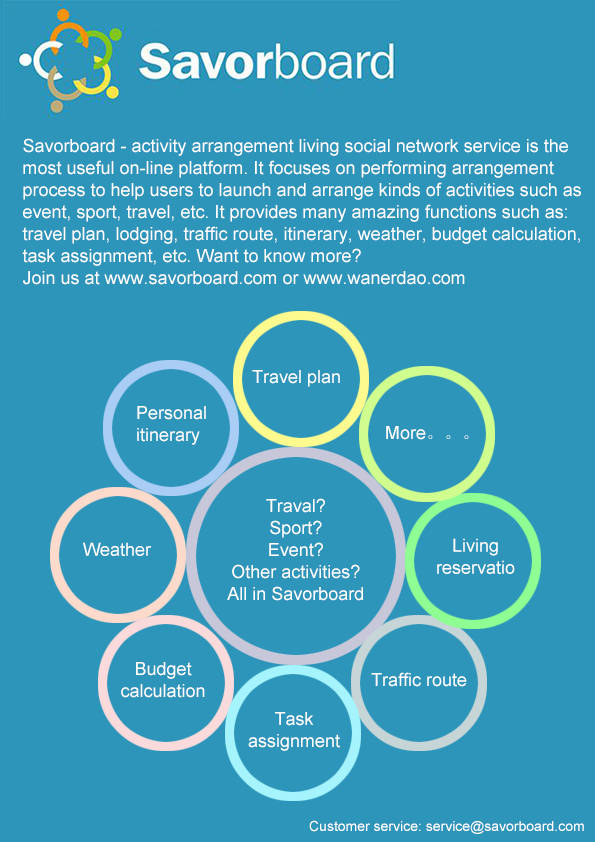 Savorboard
Savorboard - activity arrangement living social network service is the
most useful on-line platform. It focuses on performing arrangement
process to help users to launch and arrange kinds of activities such as
event, sport, travel, etc. It provides many amazing functions such as:
travel plan, lodging, traffic route, itinerary, weather, budget calculation,
task assignment, etc. Want to know more?
Join us at www.savorboard.com or www.wanerdao.com
Travel plan
Personal
itinerary
More。。。
Traval?
Sport?
Event?
Other activities?
All in Savorboard
Weather
Living
reservatio
Budget
calculation
Traffic route
Task
assignment
Customer service: service@savorboard.com